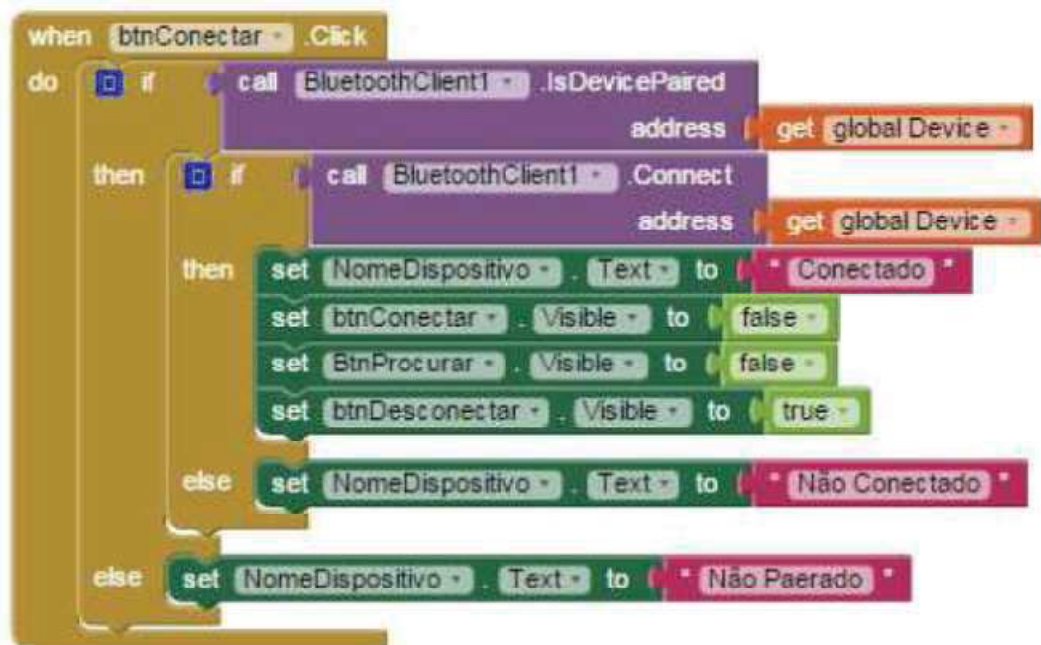 when btnConectar .Click
do if call BluetoothClient1 .IsDevicePaired
address get global Device
then if call BluetoothClient1 .Connect
address get global Device
then set NomeDispositivo . Text to " Conectado "
set btnConectar . Visible to false
set BtnProcurar . Visible to false
set btnDesconectar . Visible to true
else set NomeDispositivo . Text to " Não Conectado "
else set NomeDispositivo . Text to " Não Paerado "